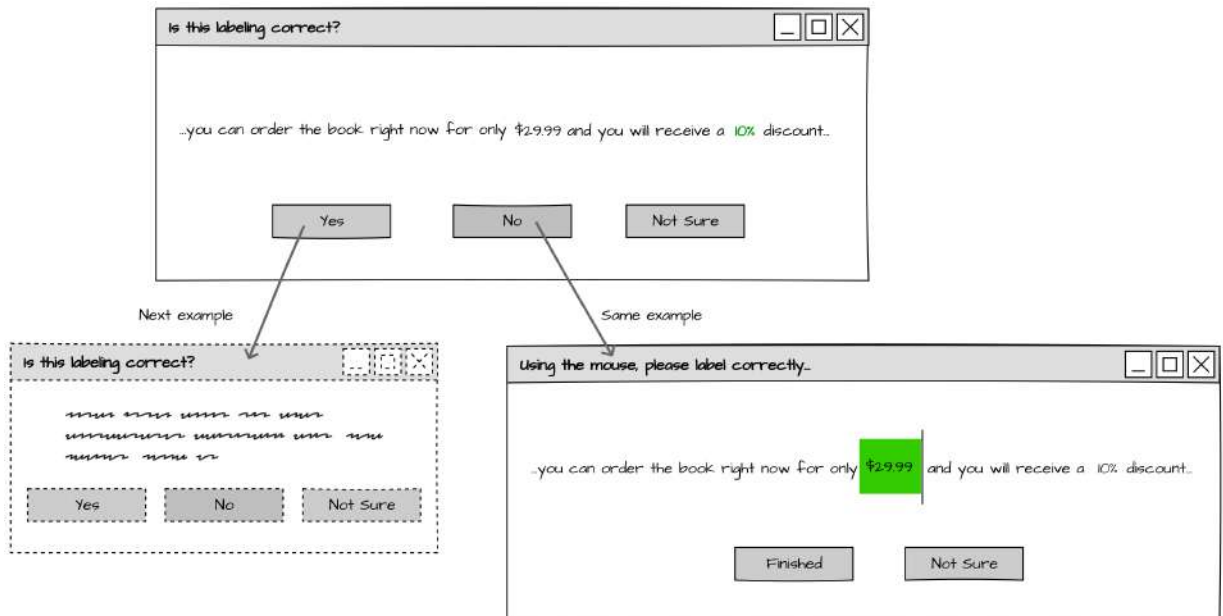 Is this labeling correct?
...you can order the book right now for only $29.99 and you will receive a 10% discount...
Yes
No
Not Sure
Next example
Same example
Is this labeling correct?
Yes
No
Not Sure
Using the mouse, please label correctly...
...you can order the book right now for only $29.99 and you will receive a 10% discount...
Finished
Not Sure